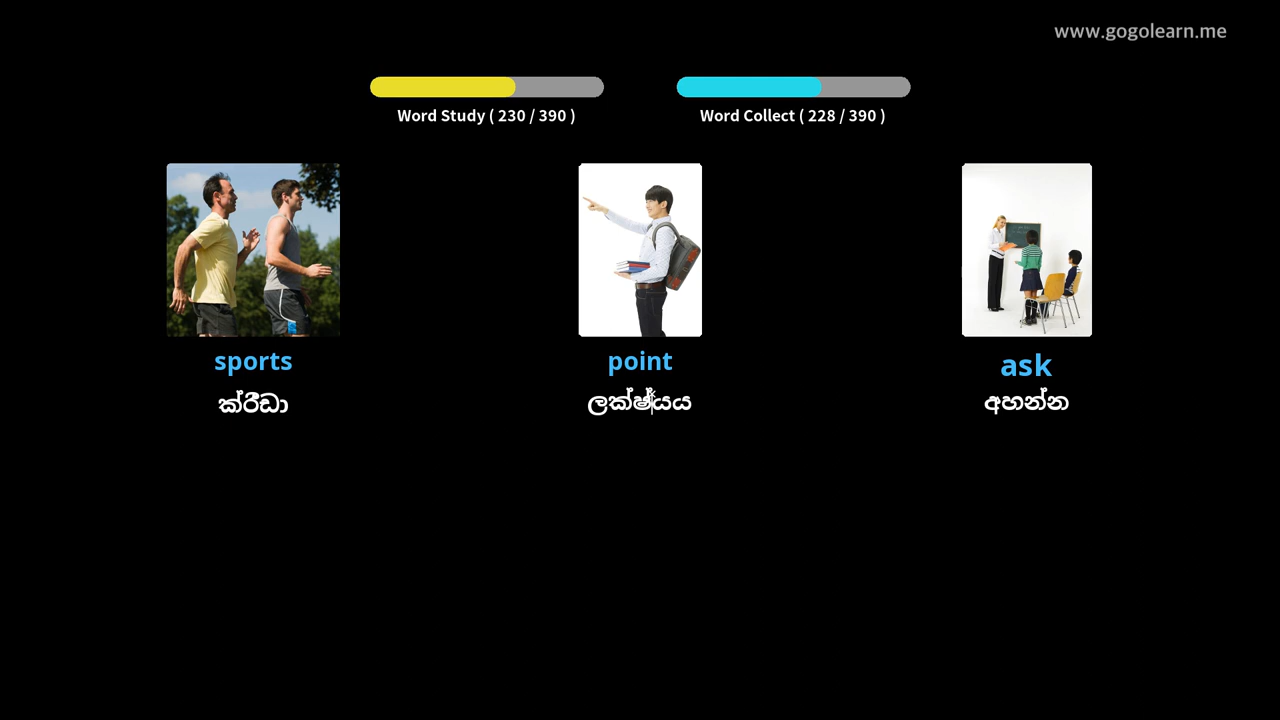 www.gogolearn.me
Word Study ( 230 / 390 )
Word Collect ( 228 / 390 )
sports
ක්රීඩා
point
ලක්ෂ්යය
ask
අහන්න